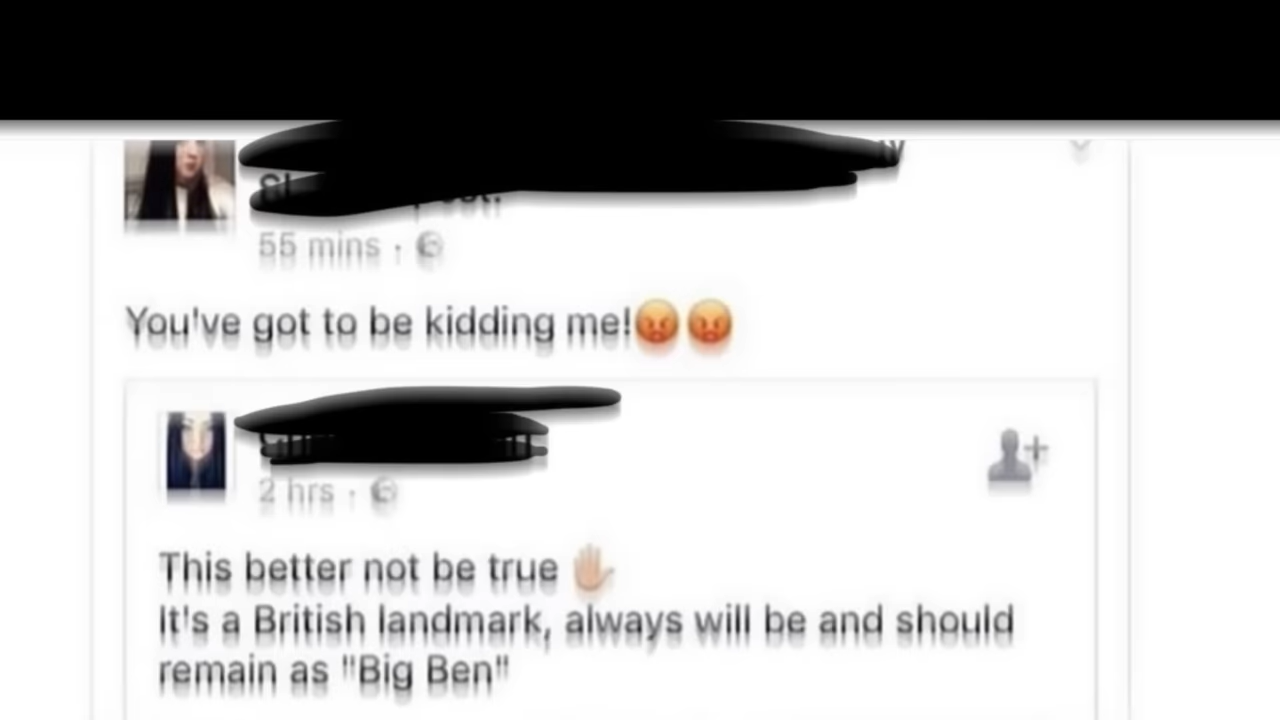 55 mins ·
You've got to be kidding me!😡😡
2 hrs ·
This better not be true ✋🏼
It's a British landmark, always will be and should
remain as "Big Ben"